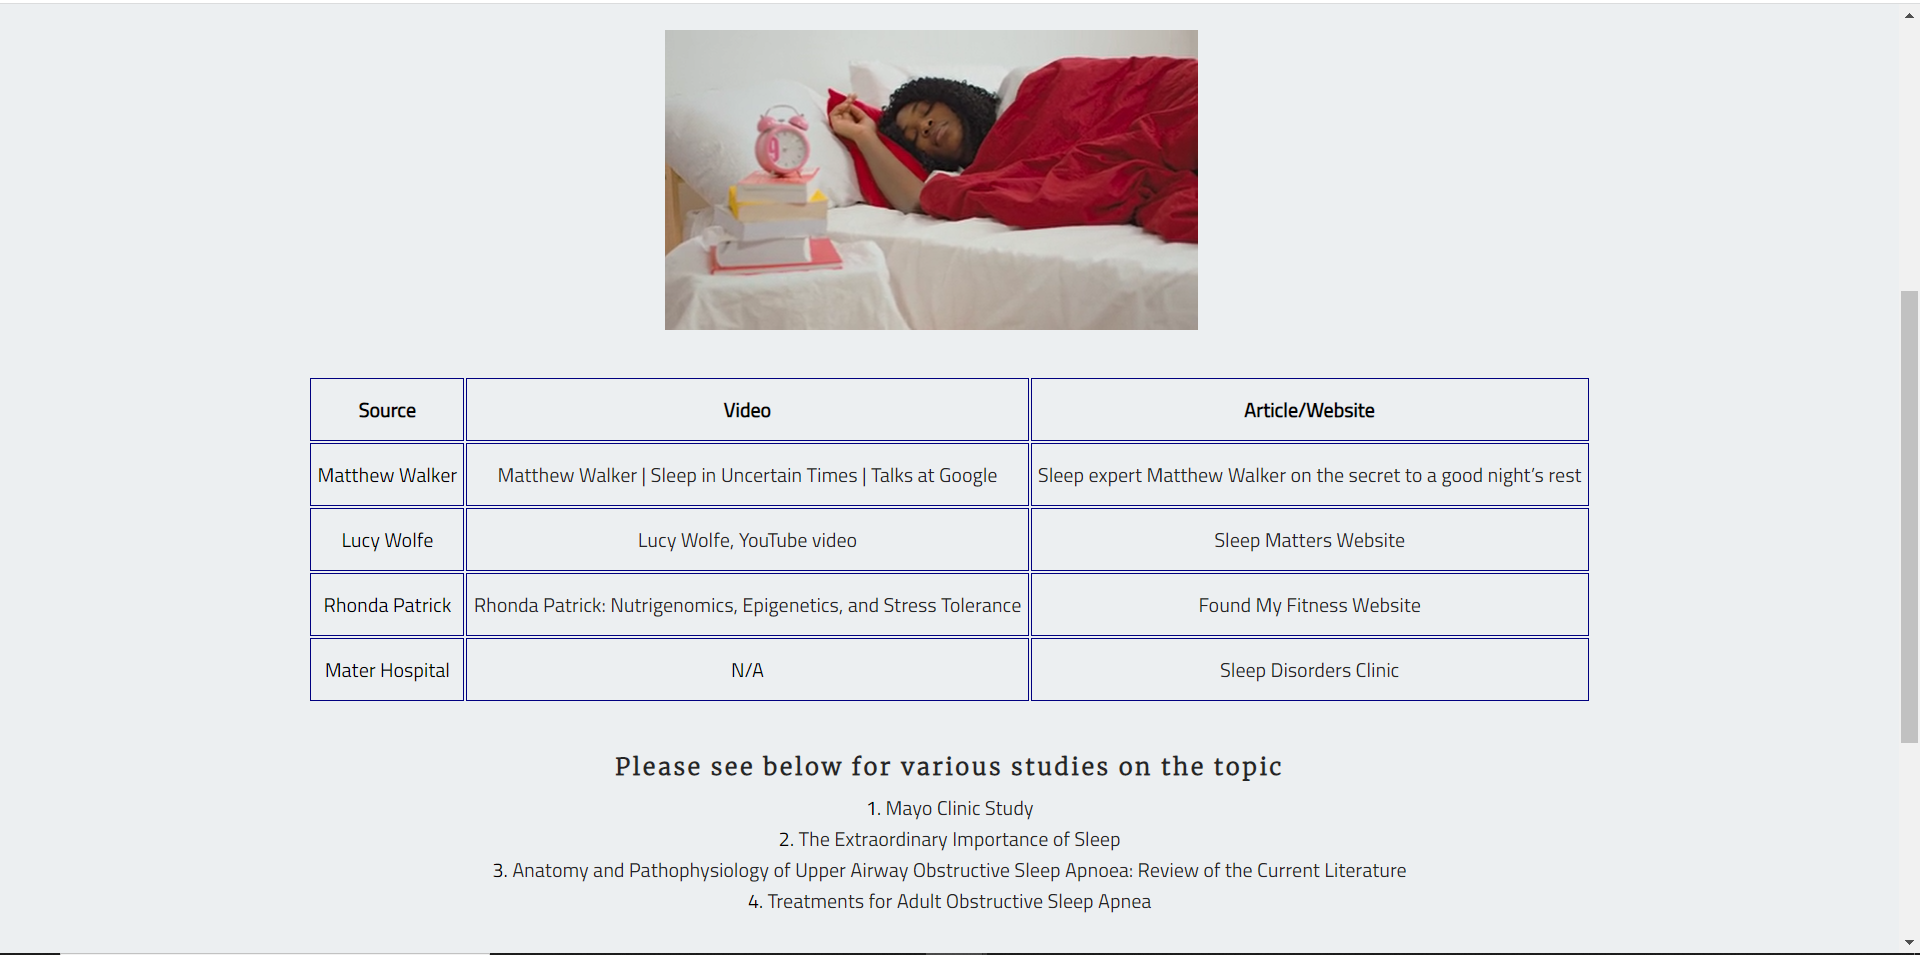 9
Source Video Article/Website
Matthew Walker Matthew Walker | Sleep in Uncertain Times | Talks at Google Sleep expert Matthew Walker on the secret to a good night’s rest
Lucy Wolfe Lucy Wolfe, YouTube video Sleep Matters Website
Rhonda Patrick Rhonda Patrick: Nutrigenomics, Epigenetics, and Stress Tolerance Found My Fitness Website
Mater Hospital N/A Sleep Disorders Clinic
Please see below for various studies on the topic
1. Mayo Clinic Study
2. The Extraordinary Importance of Sleep
3. Anatomy and Pathophysiology of Upper Airway Obstructive Sleep Apnoea: Review of the Current Literature
4. Treatments for Adult Obstructive Sleep Apnea